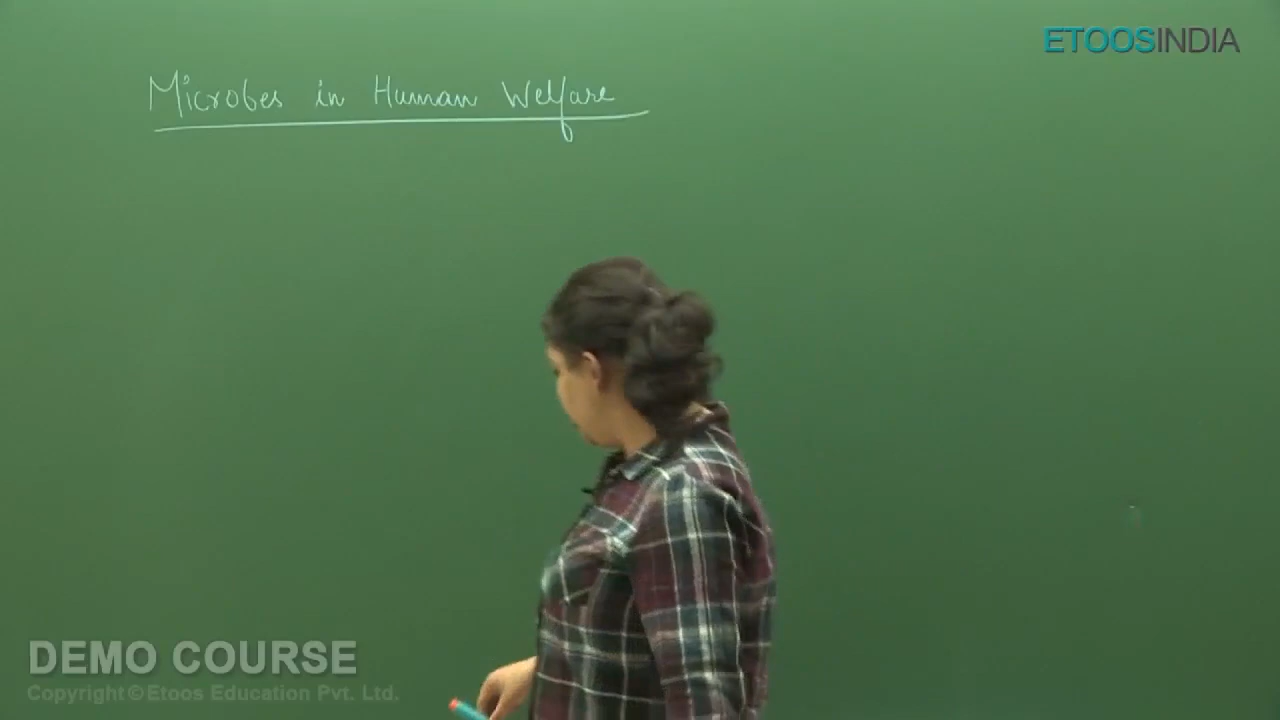 ETOOSINDIA
Microbes in Human Welfare
DEMO COURSE
Copyright © Etoos Education Pvt. Ltd.